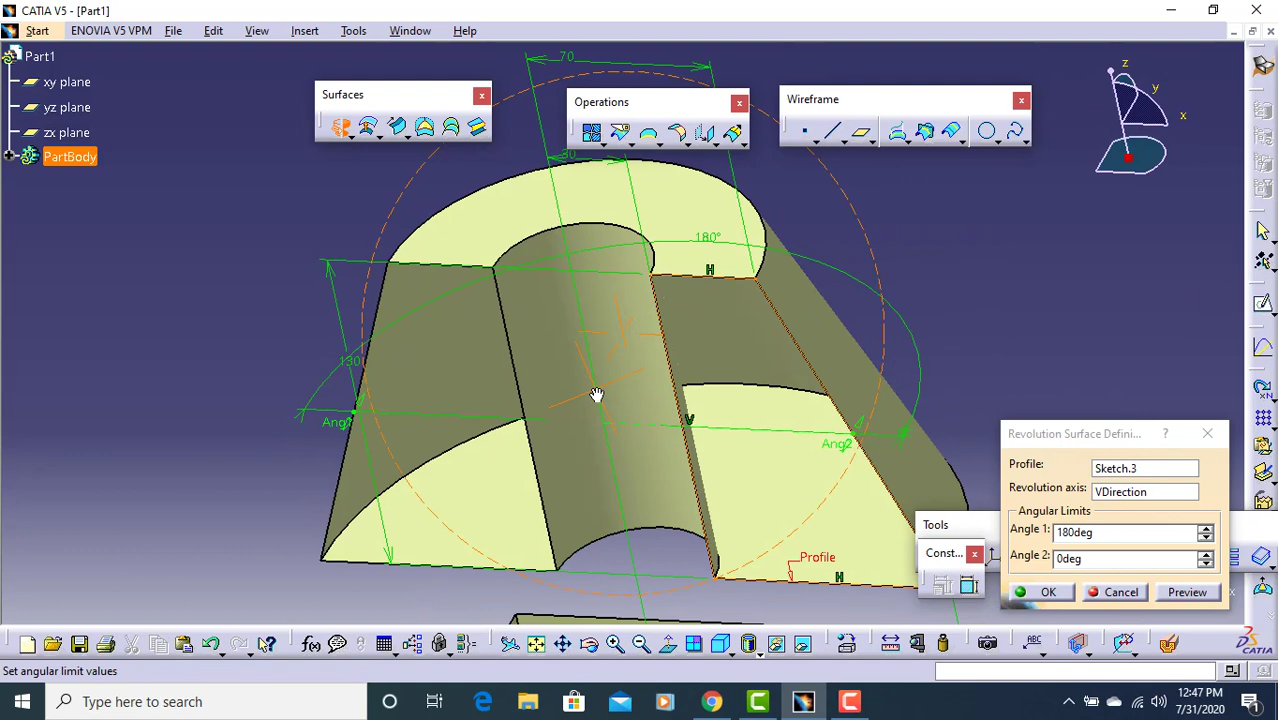 CATIA V5 - [Part1]
Start ENOVIA V5 VPM File Edit View Insert Tools Window Help
Part1
xy plane
yz plane
zx plane
PartBody
Surfaces
Operations
Wireframe
z
y
x
70
30
180°
H
130
Ang1
V
Ang2
Profile
H
Revolution Surface Defini... ?
Profile: Sketch.3
Revolution axis: VDirection
Angular Limits
Angle 1: 180deg
Angle 2: 0deg
OK Cancel Preview
Tools
Const...
f(x)
ABC
CATIA
Set angular limit values
Type here to search
12:47 PM
7/31/2020